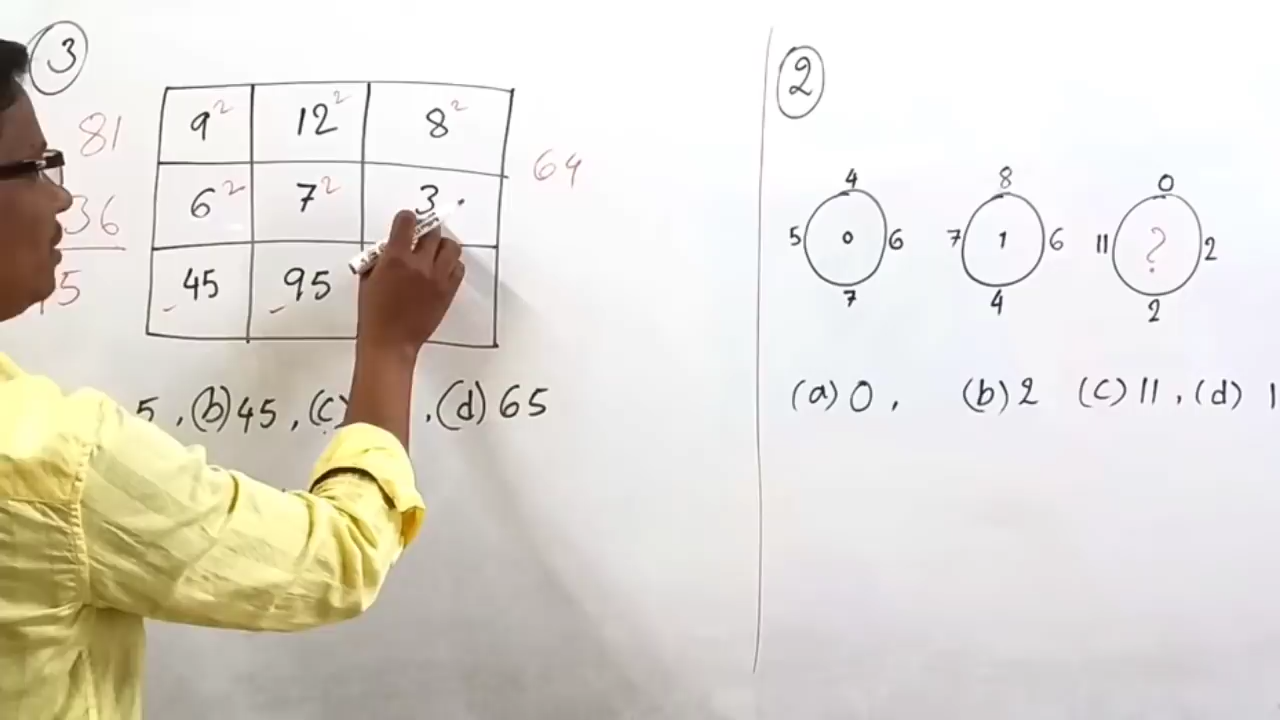 3
81
36
5
9² 12² 8²
6² 7² 3
45 95
64
5 , (b) 45 , (c) , (d) 65
2
4
5 0 6
7
8
7 1 6
4
0
11 ? 2
2
(a) 0 , (b) 2 (c) 11 , (d) 1